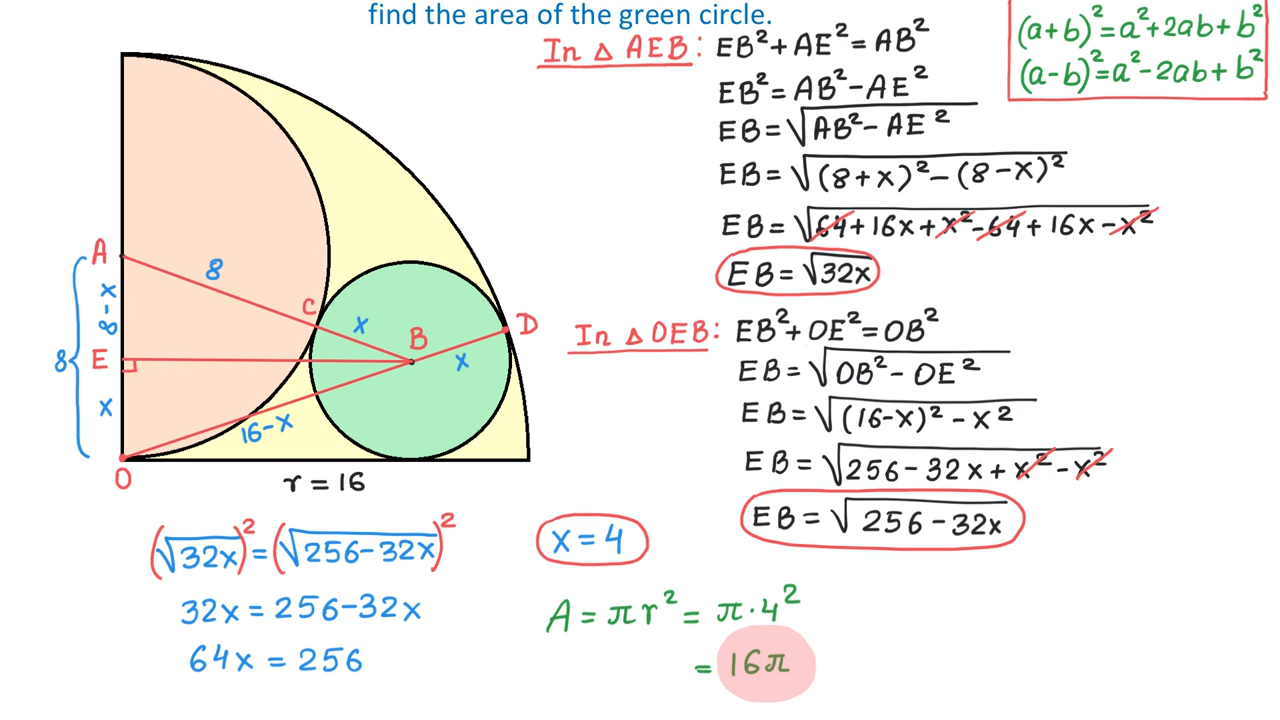 find the area of the green circle.
(a+b)²=a²+2ab+b²
(a-b)²=a²-2ab+b²
In △ AEB: EB²+AE²=AB²
EB²=AB²-AE²
EB=√AB²-AE²
EB=√(8+x)²-(8-x)²
EB=√64+16x+x²-64+16x-x²
EB=√32x
In △ OEB: EB²+OE²=OB²
EB=√OB²-OE²
EB=√(16-x)²-x²
EB=√256-32x+x²-x²
EB=√256-32x
A
8
8-x
C
x
B
D
8
E
x
x
16-x
O
r=16
(√32x)²=(√256-32x)²
32x=256-32x
64x=256
x=4
A=πr²=π·4²
=16π